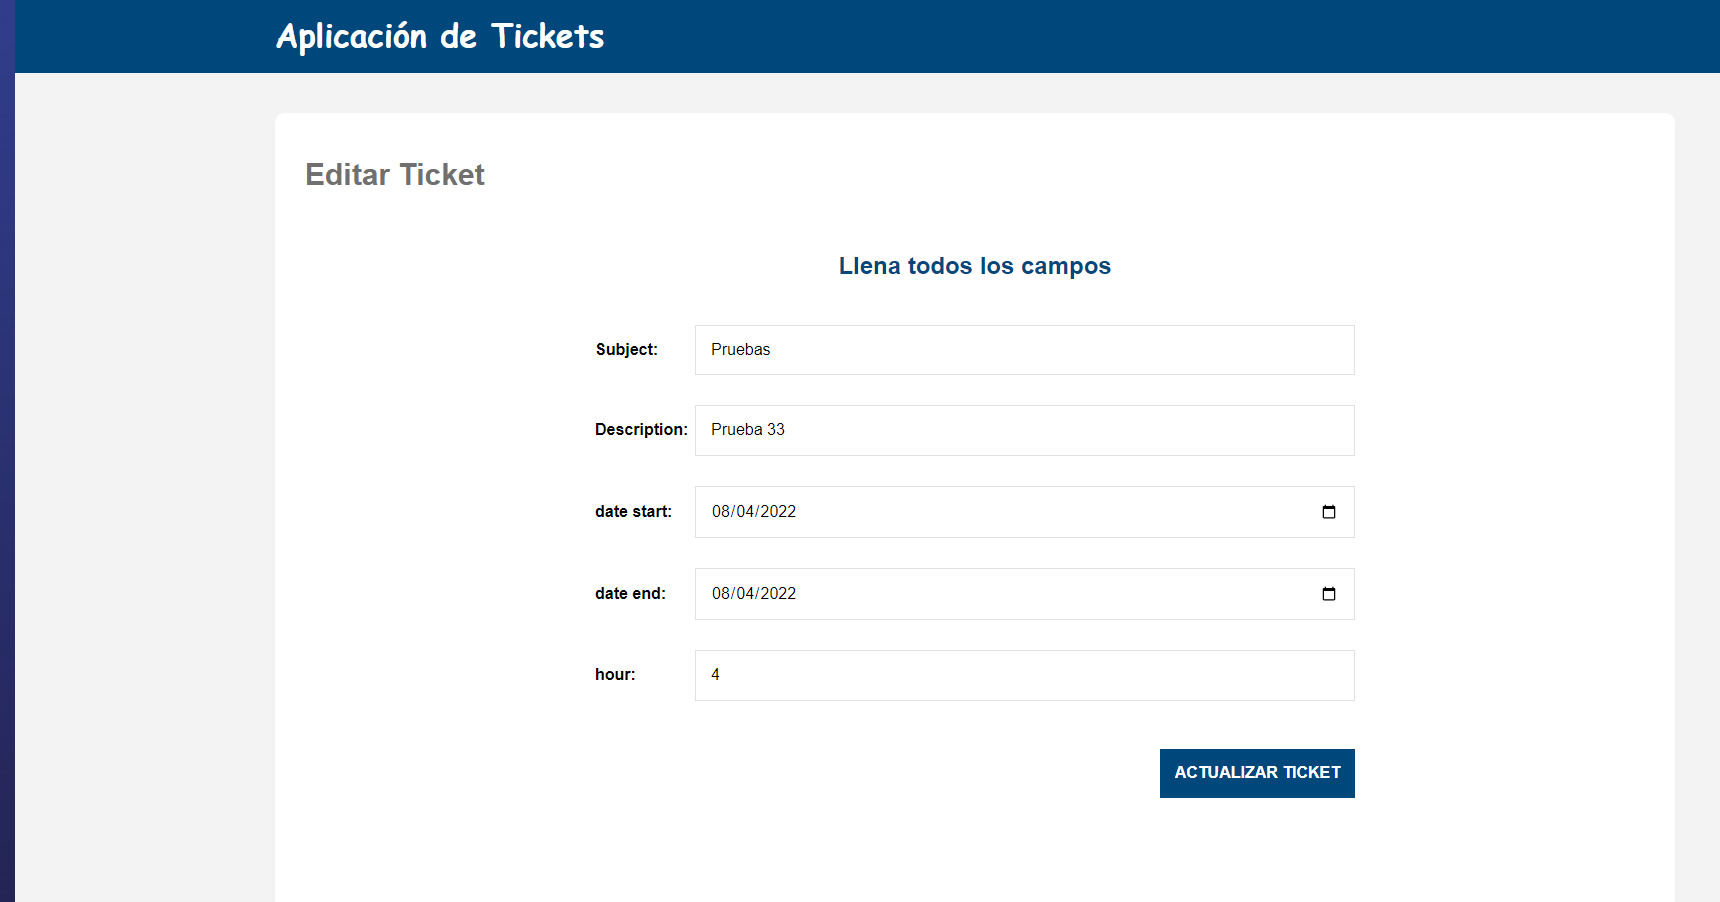 Aplicación de Tickets
Editar Ticket
Llena todos los campos
Subject: Pruebas
Description: Prueba 33
date start: 08/04/2022
date end: 08/04/2022
hour: 4
ACTUALIZAR TICKET